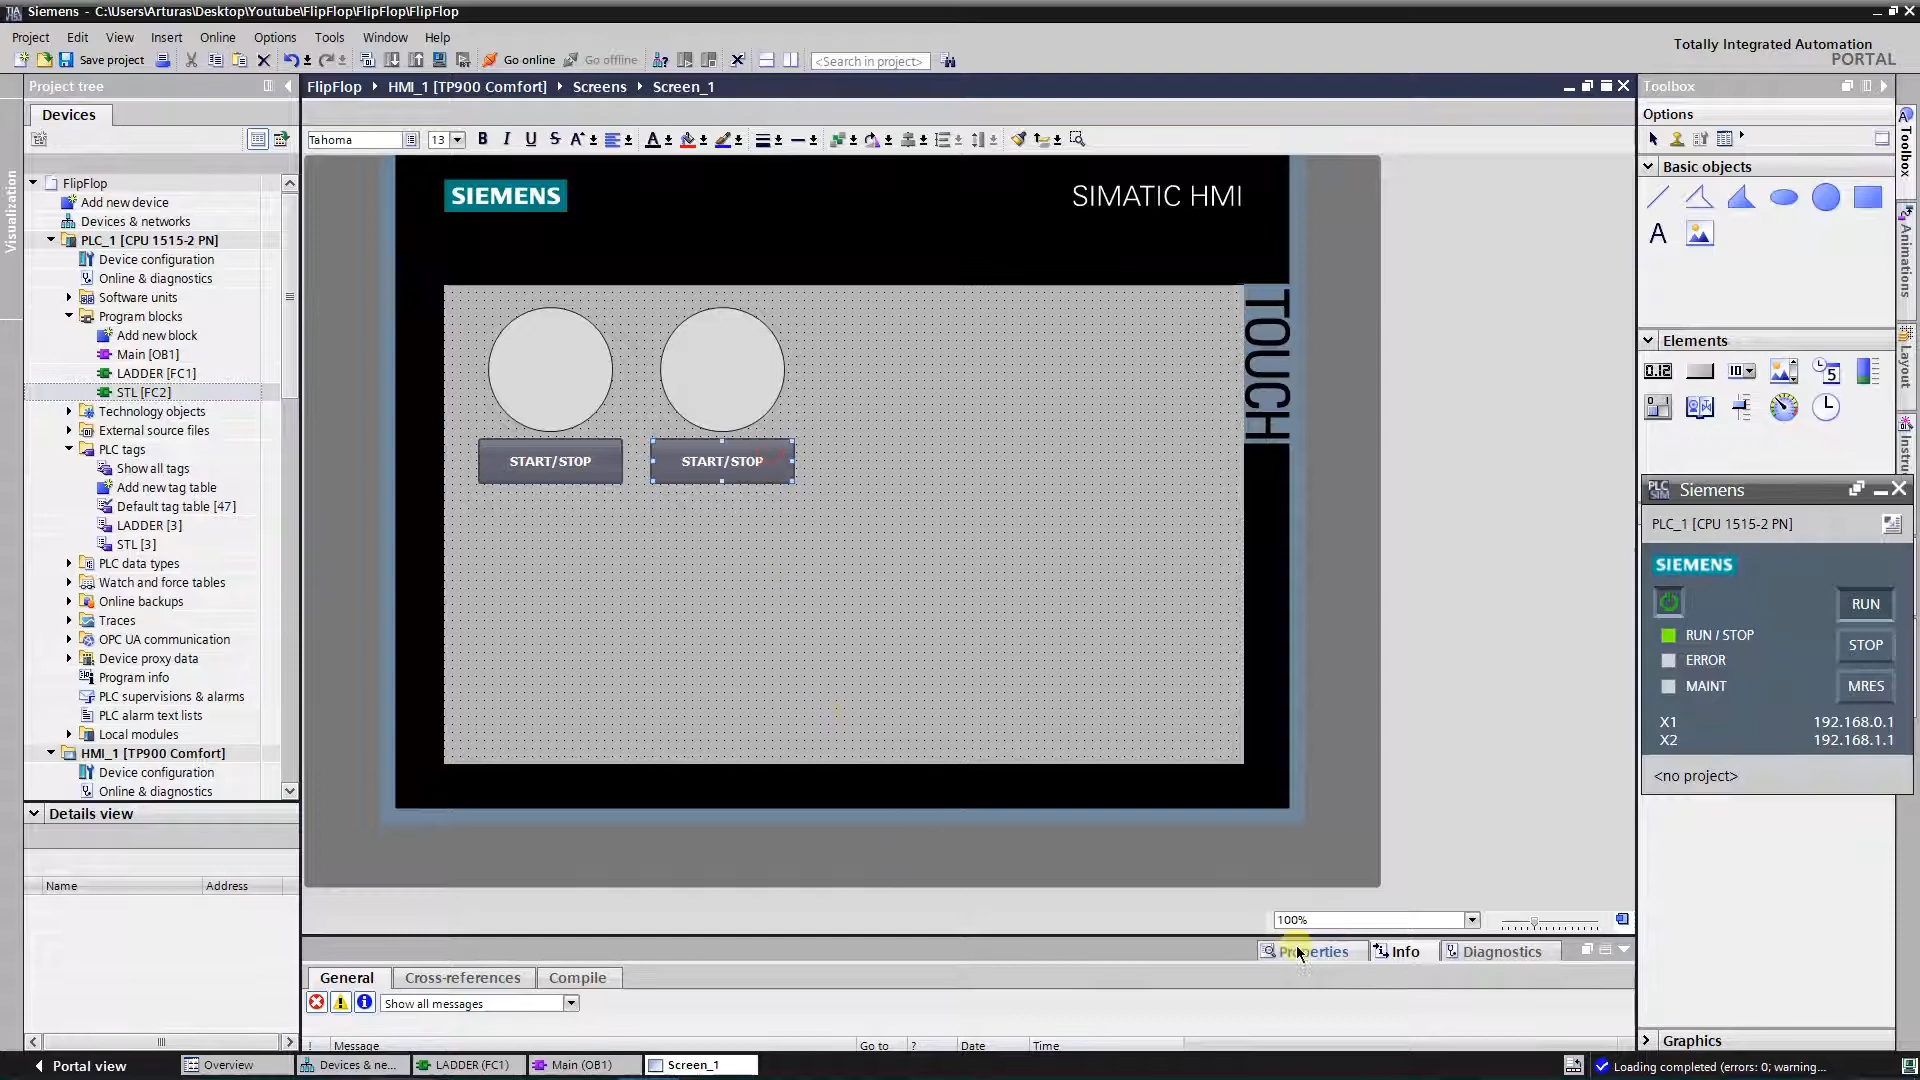 Siemens - C:\Users\Arturas\Desktop\Youtube\FlipFlop\FlipFlop\FlipFlop
Project Edit View Insert Online Options Tools Window Help
Totally Integrated Automation
PORTAL
Save project
Go online
Go offline
<Search in project>
Project tree
FlipFlop HMI_1 [TP900 Comfort] Screens Screen_1
Toolbox
Devices
Options
Tahoma 13 B I U S
Visualization
FlipFlop
Add new device
Devices & networks
PLC_1 [CPU 1515-2 PN]
Device configuration
Online & diagnostics
Software units
Program blocks
Add new block
Main [OB1]
LADDER [FC1]
STL [FC2]
Technology objects
External source files
PLC tags
Show all tags
Add new tag table
Default tag table [47]
LADDER [3]
STL [3]
PLC data types
Watch and force tables
Online backups
Traces
OPC UA communication
Device proxy data
Program info
PLC supervisions & alarms
PLC alarm text lists
Local modules
HMI_1 [TP900 Comfort]
Device configuration
Online & diagnostics
Details view
Name Address
SIEMENS
SIMATIC HMI
TOUCH
START/STOP START/STOP
Basic objects
A
Elements
Toolbox
Animations
Layout
Siemens
PLC_1 [CPU 1515-2 PN]
SIEMENS
RUN
RUN / STOP
STOP
ERROR
MAINT
MRES
X1 192.168.0.1
X2 192.168.1.1
<no project>
100%
Properties Info Diagnostics
General Cross-references Compile
Show all messages
! Message Go to ? Date Time
Graphics
Portal view
Overview
Devices & ne...
LADDER (FC1)
Main (OB1)
Screen_1
Loading completed (errors: 0; warning...